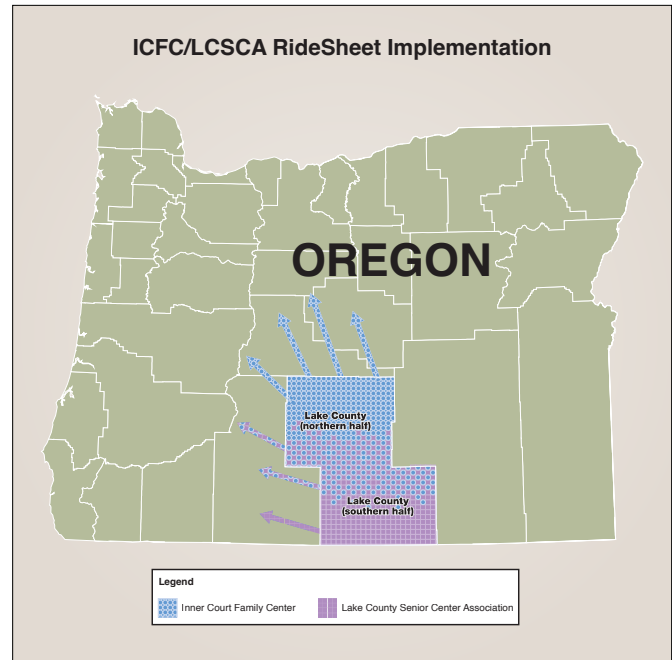 ICFC/LCSCA RideSheet Implementation
OREGON
Lake County
(northern half)
Lake County
(southern half)
Legend
Inner Court Family Center
Lake County Senior Center Association